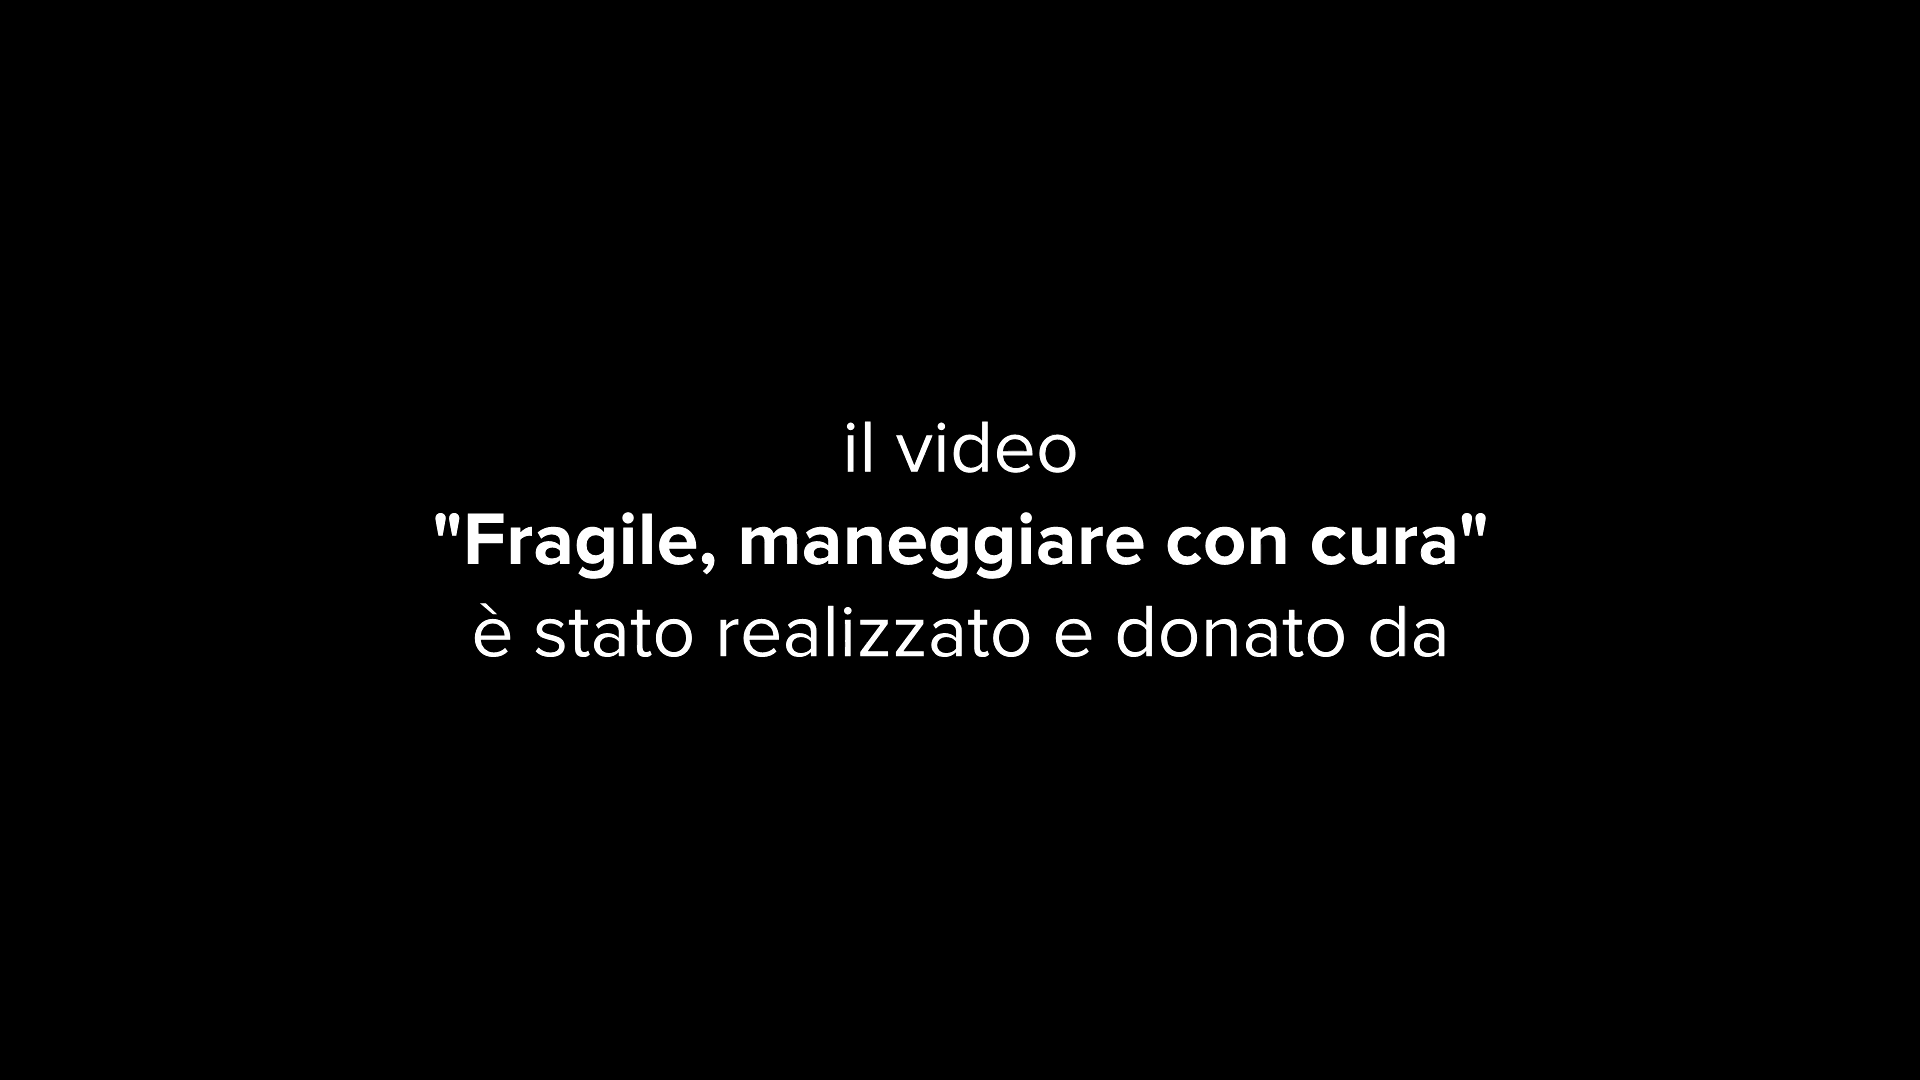 il video
"Fragile, maneggiare con cura"
è stato realizzato e donato da